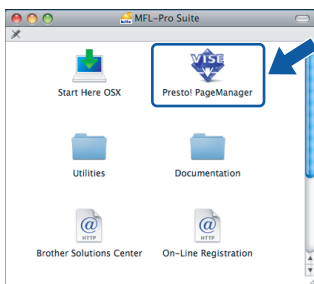 MFL-Pro Suite
VISE
Start Here OSX
Presto! PageManager
Utilities
Documentation
@
HTTP
@
HTTP
Brother Solutions Center
On-Line Registration